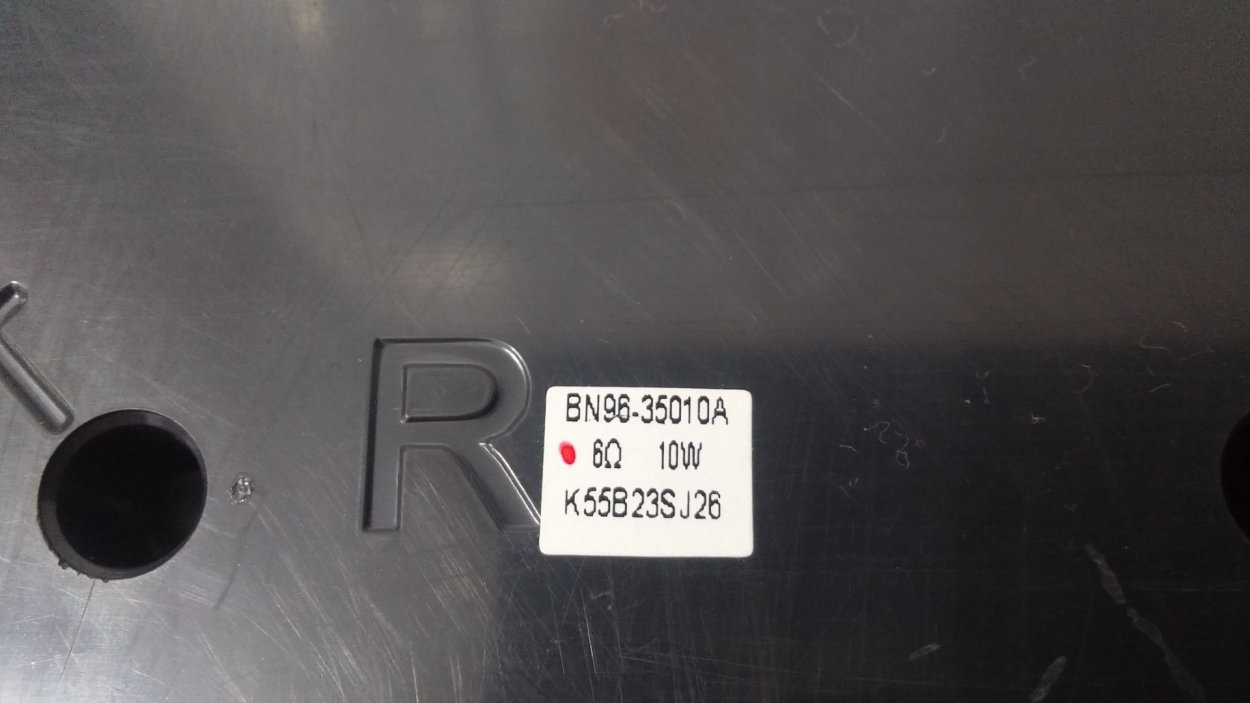 R
BN96-35010A
6Ω 10W
K55B23SJ26